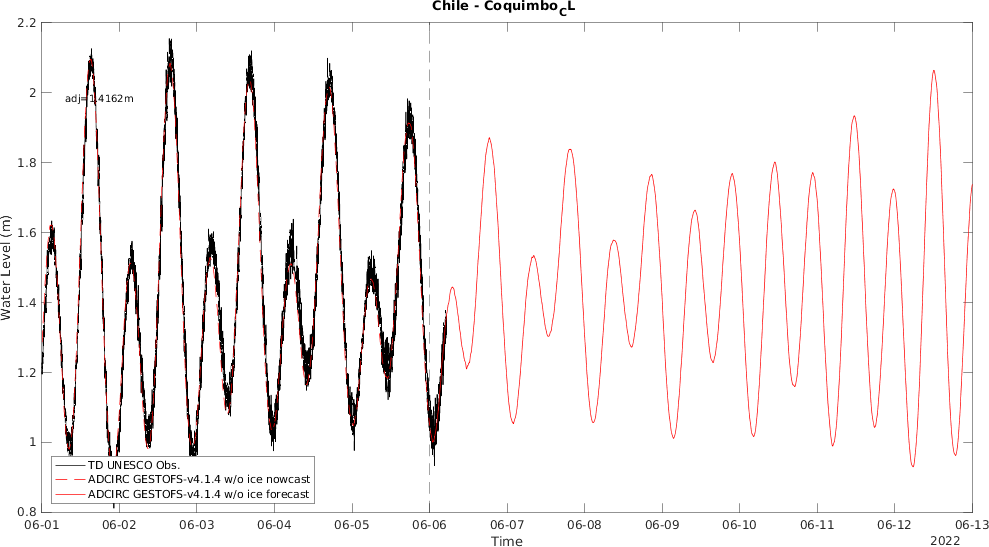 Chile - Coquimbo_CL
2.2
2
1.8
1.6
1.4
1.2
1
0.8
Water Level (m)
adj=1.4162m
TD UNESCO Obs.
ADCIRC GESTOFS-v4.1.4 w/o ice nowcast
ADCIRC GESTOFS-v4.1.4 w/o ice forecast
06-01 06-02 06-03 06-04 06-05 06-06 06-07 06-08 06-09 06-10 06-11 06-12 06-13
Time
2022